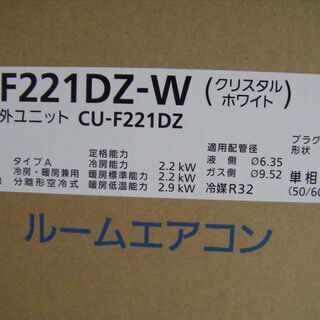 F221DZ-W (クリスタル
ホワイト)
外ユニット CU-F221DZ
タイプA
冷房・暖房兼用
分離形空冷式
定格能力
冷房能力 2.2 kW
暖房標準能力 2.2 kW
暖房低温能力 2.9 kW
適用配管径
液 側 Ø6.35
ガス側 Ø9.52
冷媒R32
プラグ
形状
単相
(50/60
ルームエアコン